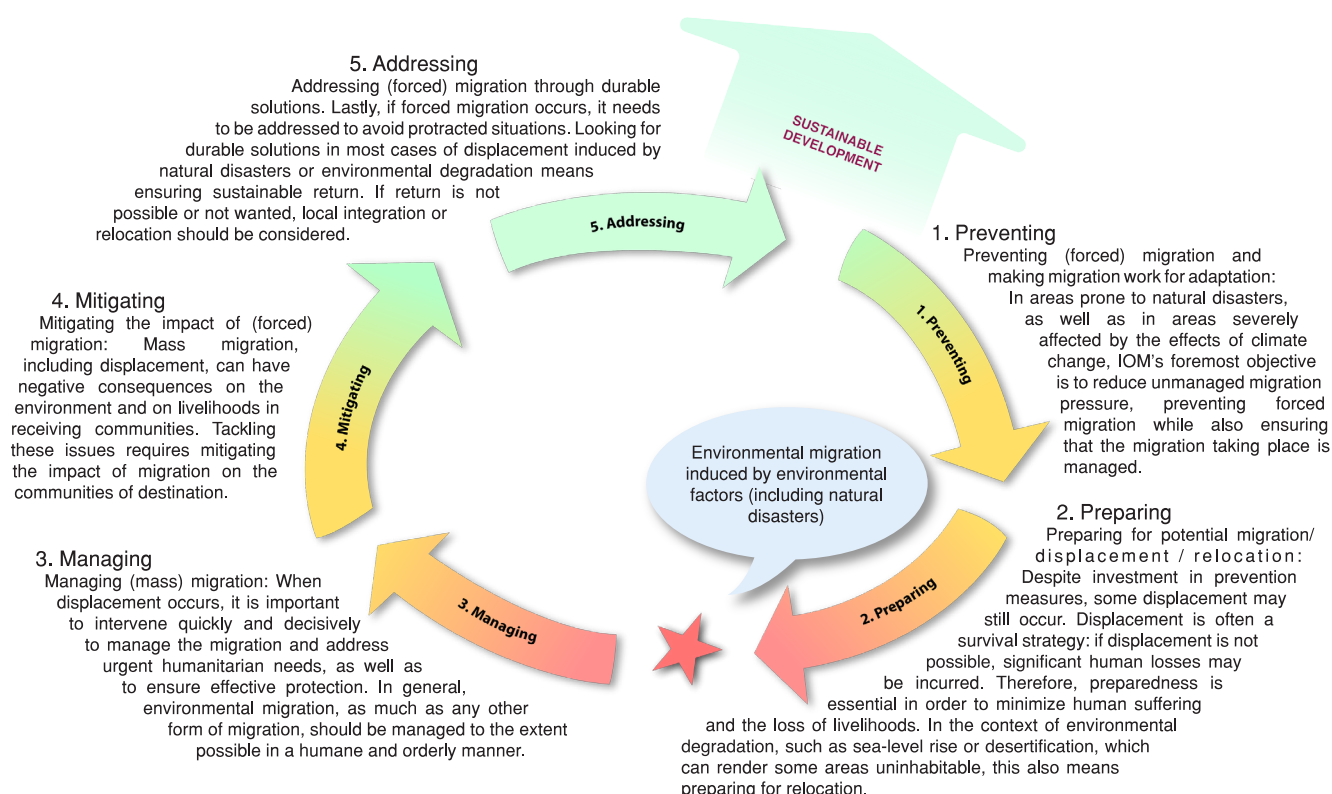 5. Addressing
Addressing (forced) migration through durable
solutions. Lastly, if forced migration occurs, it needs
to be addressed to avoid protracted situations. Looking for
durable solutions in most cases of displacement induced by
natural disasters or environmental degradation means
ensuring sustainable return. If return is not
possible or not wanted, local integration or
relocation should be considered.
SUSTAINABLE
DEVELOPMENT
5. Addressing
1. Preventing
Preventing (forced) migration and
making migration work for adaptation:
In areas prone to natural disasters,
as well as in areas severely
affected by the effects of climate
change, IOM's foremost objective
is to reduce unmanaged migration
pressure, preventing forced
migration while also ensuring
that the migration taking place is
managed.
1. Preventing
4. Mitigating
Mitigating the impact of (forced)
migration: Mass migration,
including displacement, can have
negative consequences on the
environment and on livelihoods in
receiving communities. Tackling
these issues requires mitigating
the impact of migration on the
communities of destination.
4. Mitigating
Environmental migration
induced by environmental
factors (including natural
disasters)
2. Preparing
Preparing for potential migration/
displacement / relocation:
Despite investment in prevention
measures, some displacement may
still occur. Displacement is often a
survival strategy: if displacement is not
possible, significant human losses may
be incurred. Therefore, preparedness is
essential in order to minimize human suffering
and the loss of livelihoods. In the context of environmental
degradation, such as sea-level rise or desertification, which
can render some areas uninhabitable, this also means
preparing for relocation.
2. Preparing
3. Managing
Managing (mass) migration: When
displacement occurs, it is important
to intervene quickly and decisively
to manage the migration and address
urgent humanitarian needs, as well as
to ensure effective protection. In general,
environmental migration, as much as any other
form of migration, should be managed to the extent
possible in a humane and orderly manner.
3. Managing